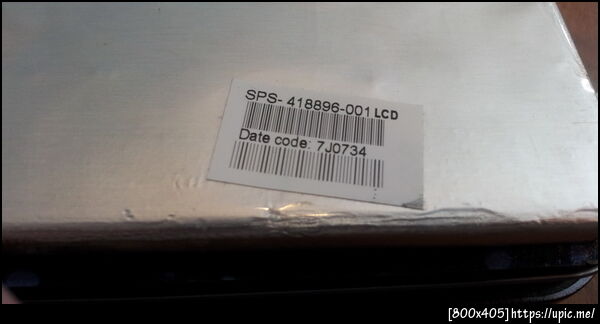 SPS- 418896-001 LCD
Date code: 7J0734
[800x405] https://upic.me/